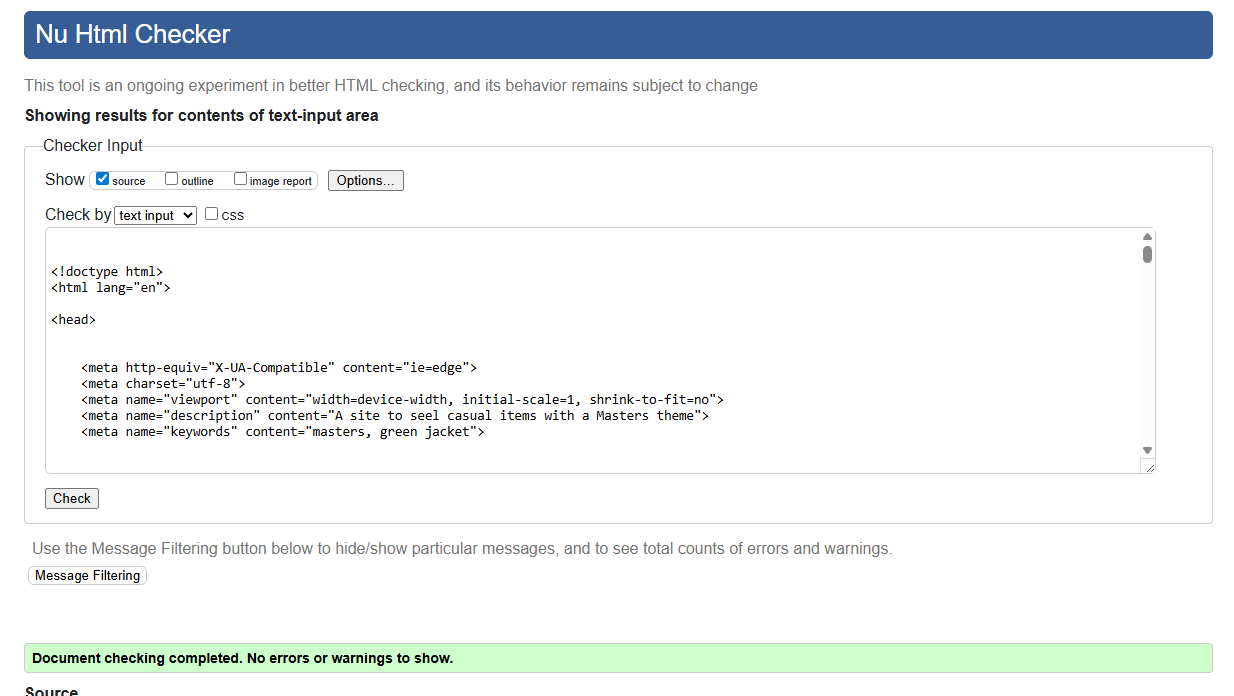 Nu Html Checker
This tool is an ongoing experiment in better HTML checking, and its behavior remains subject to change
Showing results for contents of text-input area
Checker Input
Show source outline image report Options...
Check by text input css
<!doctype html>
<html lang="en">
<head>
<meta http-equiv="X-UA-Compatible" content="ie=edge">
<meta charset="utf-8">
<meta name="viewport" content="width=device-width, initial-scale=1, shrink-to-fit=no">
<meta name="description" content="A site to seel casual items with a Masters theme">
<meta name="keywords" content="masters, green jacket">
Check
Use the Message Filtering button below to hide/show particular messages, and to see total counts of errors and warnings.
Message Filtering
Document checking completed. No errors or warnings to show.
Source